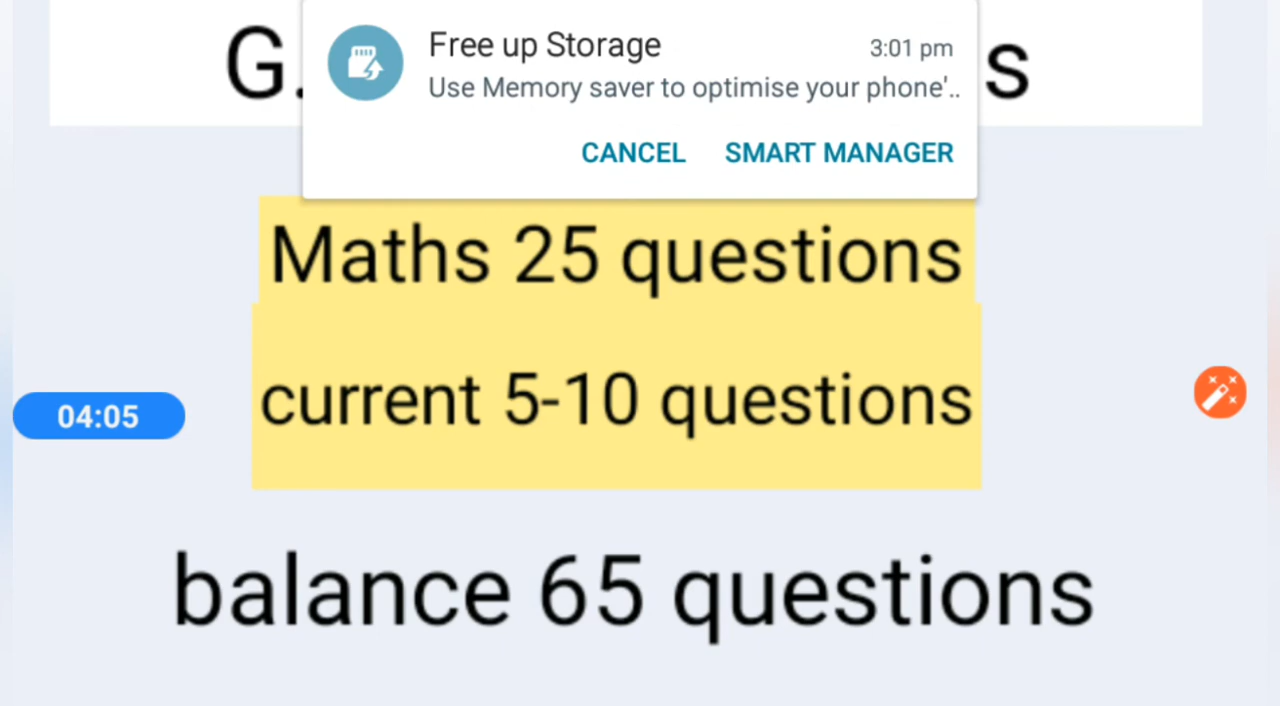 G.
s
Free up Storage
3:01 pm
Use Memory saver to optimise your phone'..
CANCEL
SMART MANAGER
Maths 25 questions
current 5-10 questions
04:05
balance 65 questions